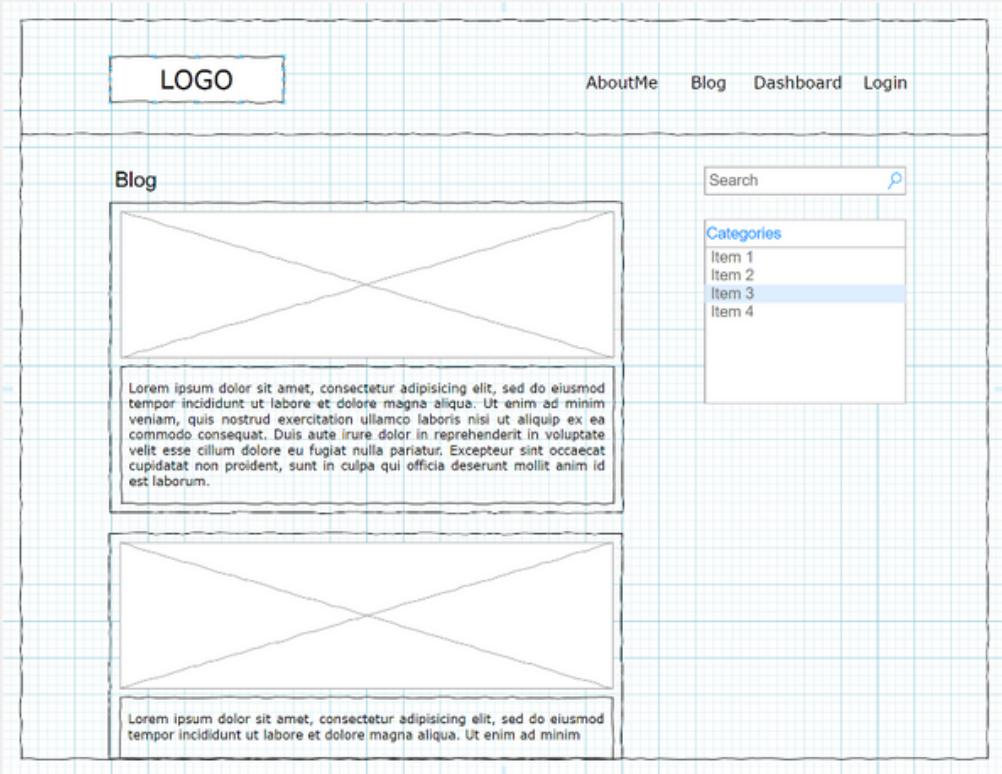 LOGO
AboutMe Blog Dashboard Login
Blog
Search
Categories
Item 1
Item 2
Item 3
Item 4
Lorem ipsum dolor sit amet, consectetur adipisicing elit, sed do eiusmod
tempor incididunt ut labore et dolore magna aliqua. Ut enim ad minim
veniam, quis nostrud exercitation ullamco laboris nisi ut aliquip ex ea
commodo consequat. Duis aute irure dolor in reprehenderit in voluptate
velit esse cillum dolore eu fugiat nulla pariatur. Excepteur sint occaecat
cupidatat non proident, sunt in culpa qui officia deserunt mollit anim id
est laborum.
Lorem ipsum dolor sit amet, consectetur adipisicing elit, sed do eiusmod
tempor incididunt ut labore et dolore magna aliqua. Ut enim ad minim